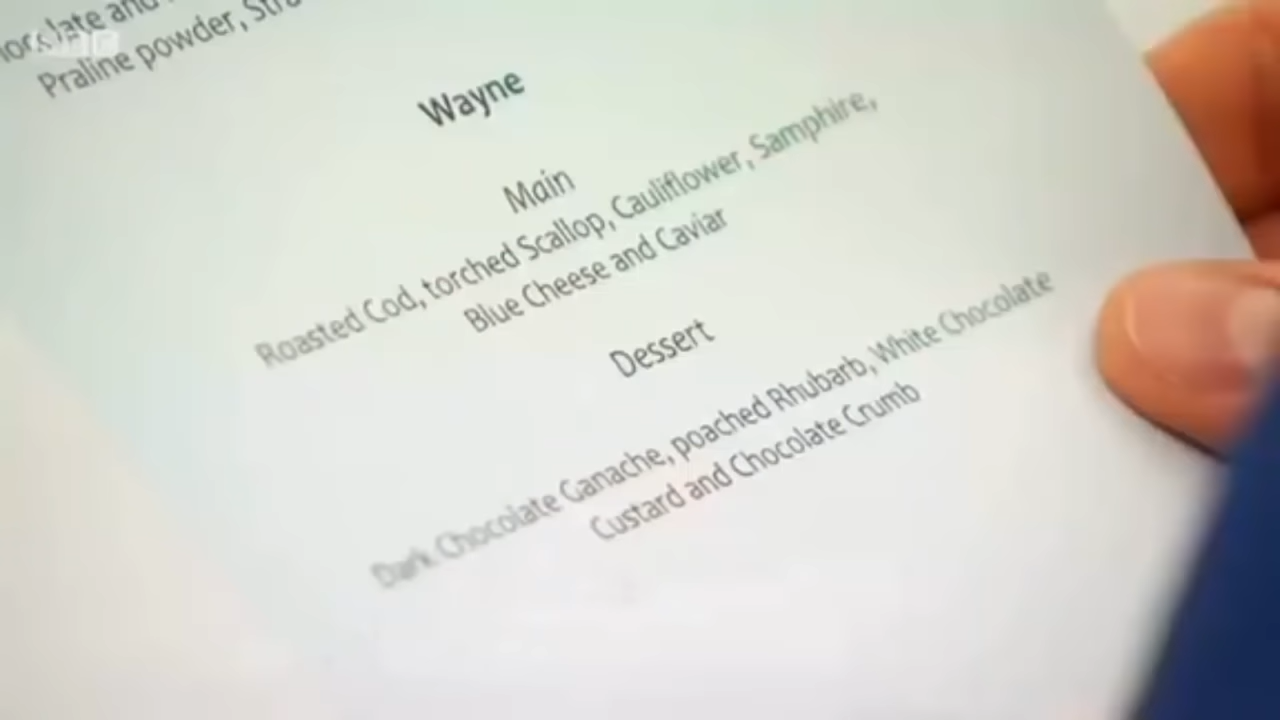 and
Praline powder,
Wayne
Main
Roasted Cod, torched Scallop, Cauliflower, Samphire,
Blue Cheese and Caviar
Dessert
Dark Chocolate Ganache, poached Rhubarb, White Chocolate
Custard and Chocolate Crumb